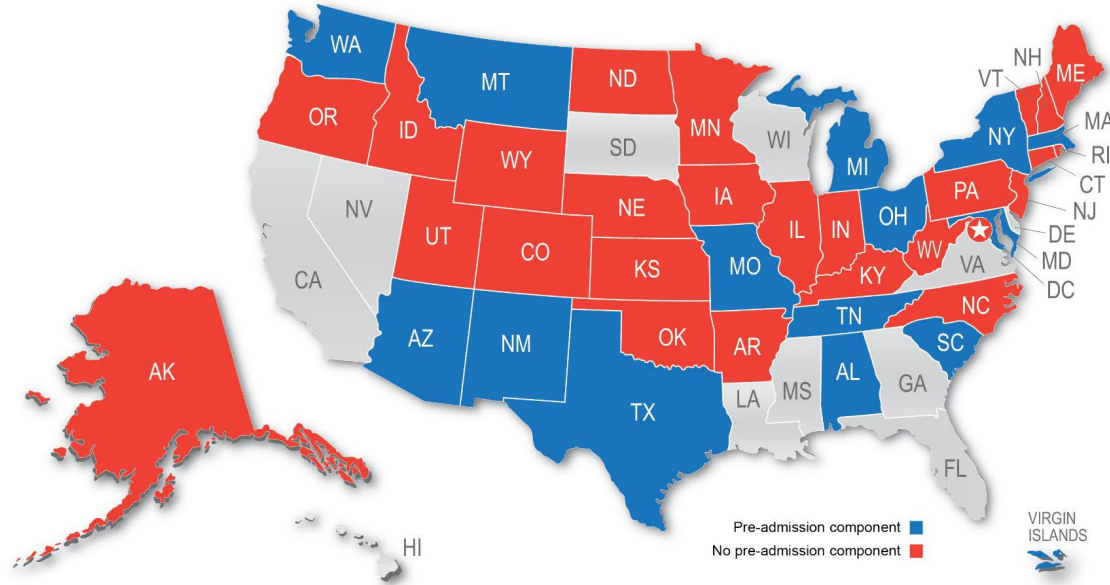 WA
MT
ND
MN
OR
ID
WY
SD
WI
MI
NY
VT
NH
ME
MA
RI
CT
NJ
PA
NV
UT
CO
NE
IA
IL
IN
OH
WV
DE
MD
DC
VA
CA
KS
MO
KY
NC
TN
SC
AZ
NM
OK
AR
TX
LA
MS
AL
GA
FL
AK
HI
Pre-admission component
No pre-admission component
VIRGIN
ISLANDS